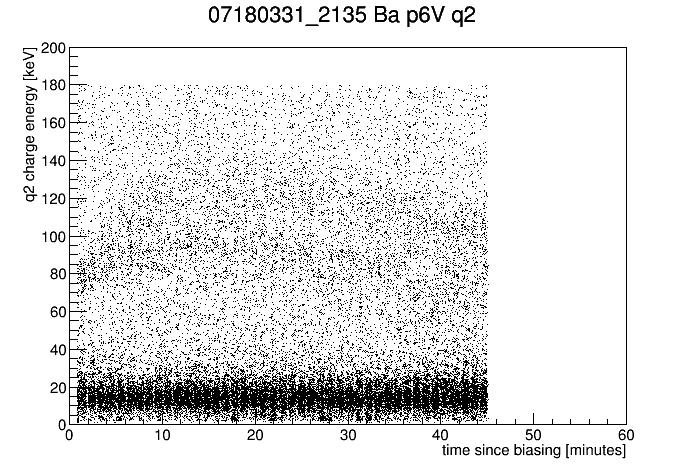 07180331_2135 Ba p6V q2
q2 charge energy [keV]
200
180
160
140
120
100
80
60
40
20
0
0 10 20 30 40 50 60
time since biasing [minutes]